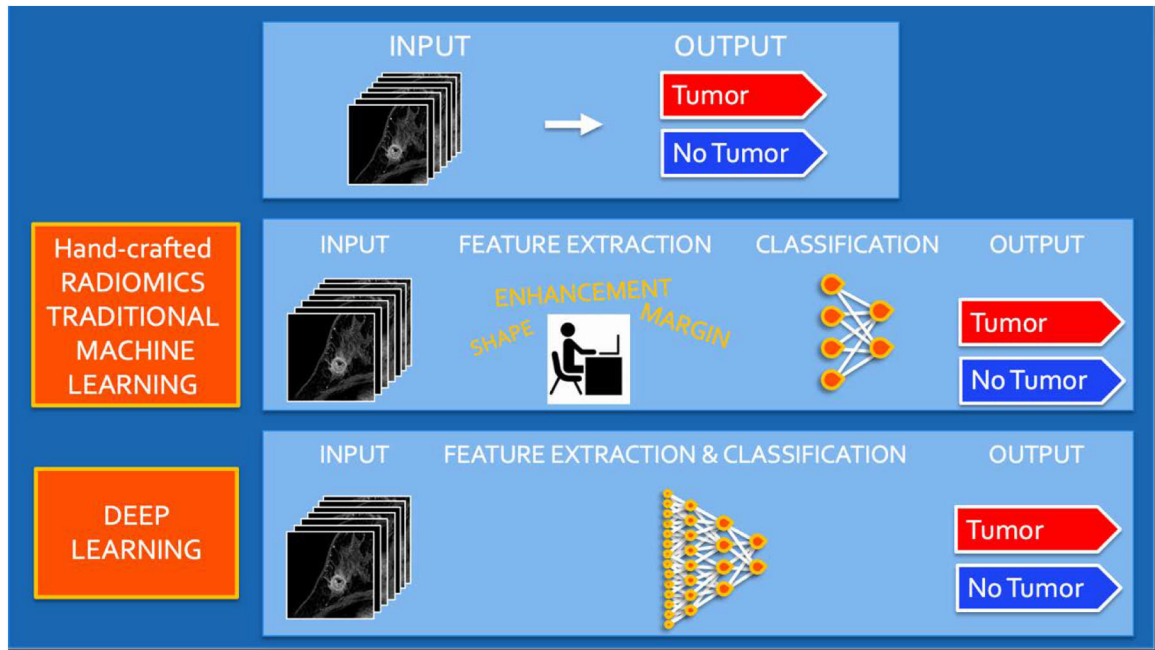 INPUT
OUTPUT
Tumor
No Tumor
Hand-crafted
RADIOMICS
TRADITIONAL
MACHINE
LEARNING
INPUT
FEATURE EXTRACTION
CLASSIFICATION
OUTPUT
SHAPE
ENHANCEMENT
MARGIN
Tumor
No Tumor
DEEP
LEARNING
INPUT
FEATURE EXTRACTION & CLASSIFICATION
OUTPUT
Tumor
No Tumor